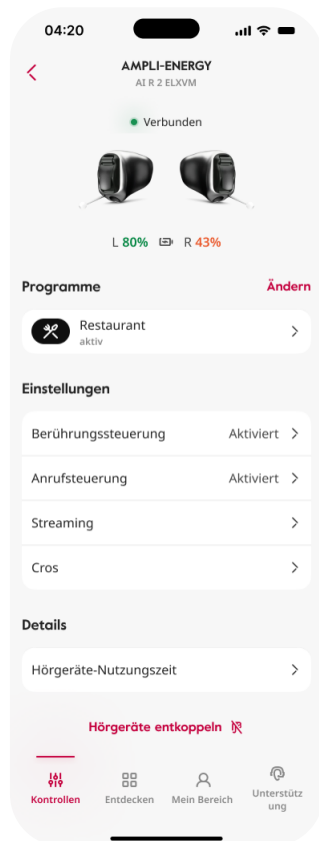 04:20
AMPLI-ENERGY
AI R 2 ELXVM
Verbunden
L 80% R 43%
Programme Ändern
Restaurant
aktiv
Einstellungen
Berührungssteuerung Aktiviert
Anrufsteuerung Aktiviert
Streaming
Cros
Details
Hörgeräte-Nutzungszeit
Hörgeräte entkoppeln
Kontrollen Entdecken Mein Bereich Unterstütz
ung